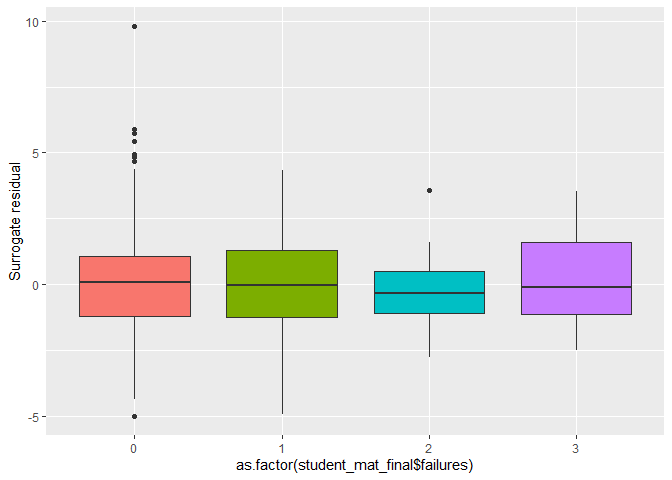 10
5
0
-5
Surrogate residual
0 1 2 3
as.factor(student_mat_final$failures)